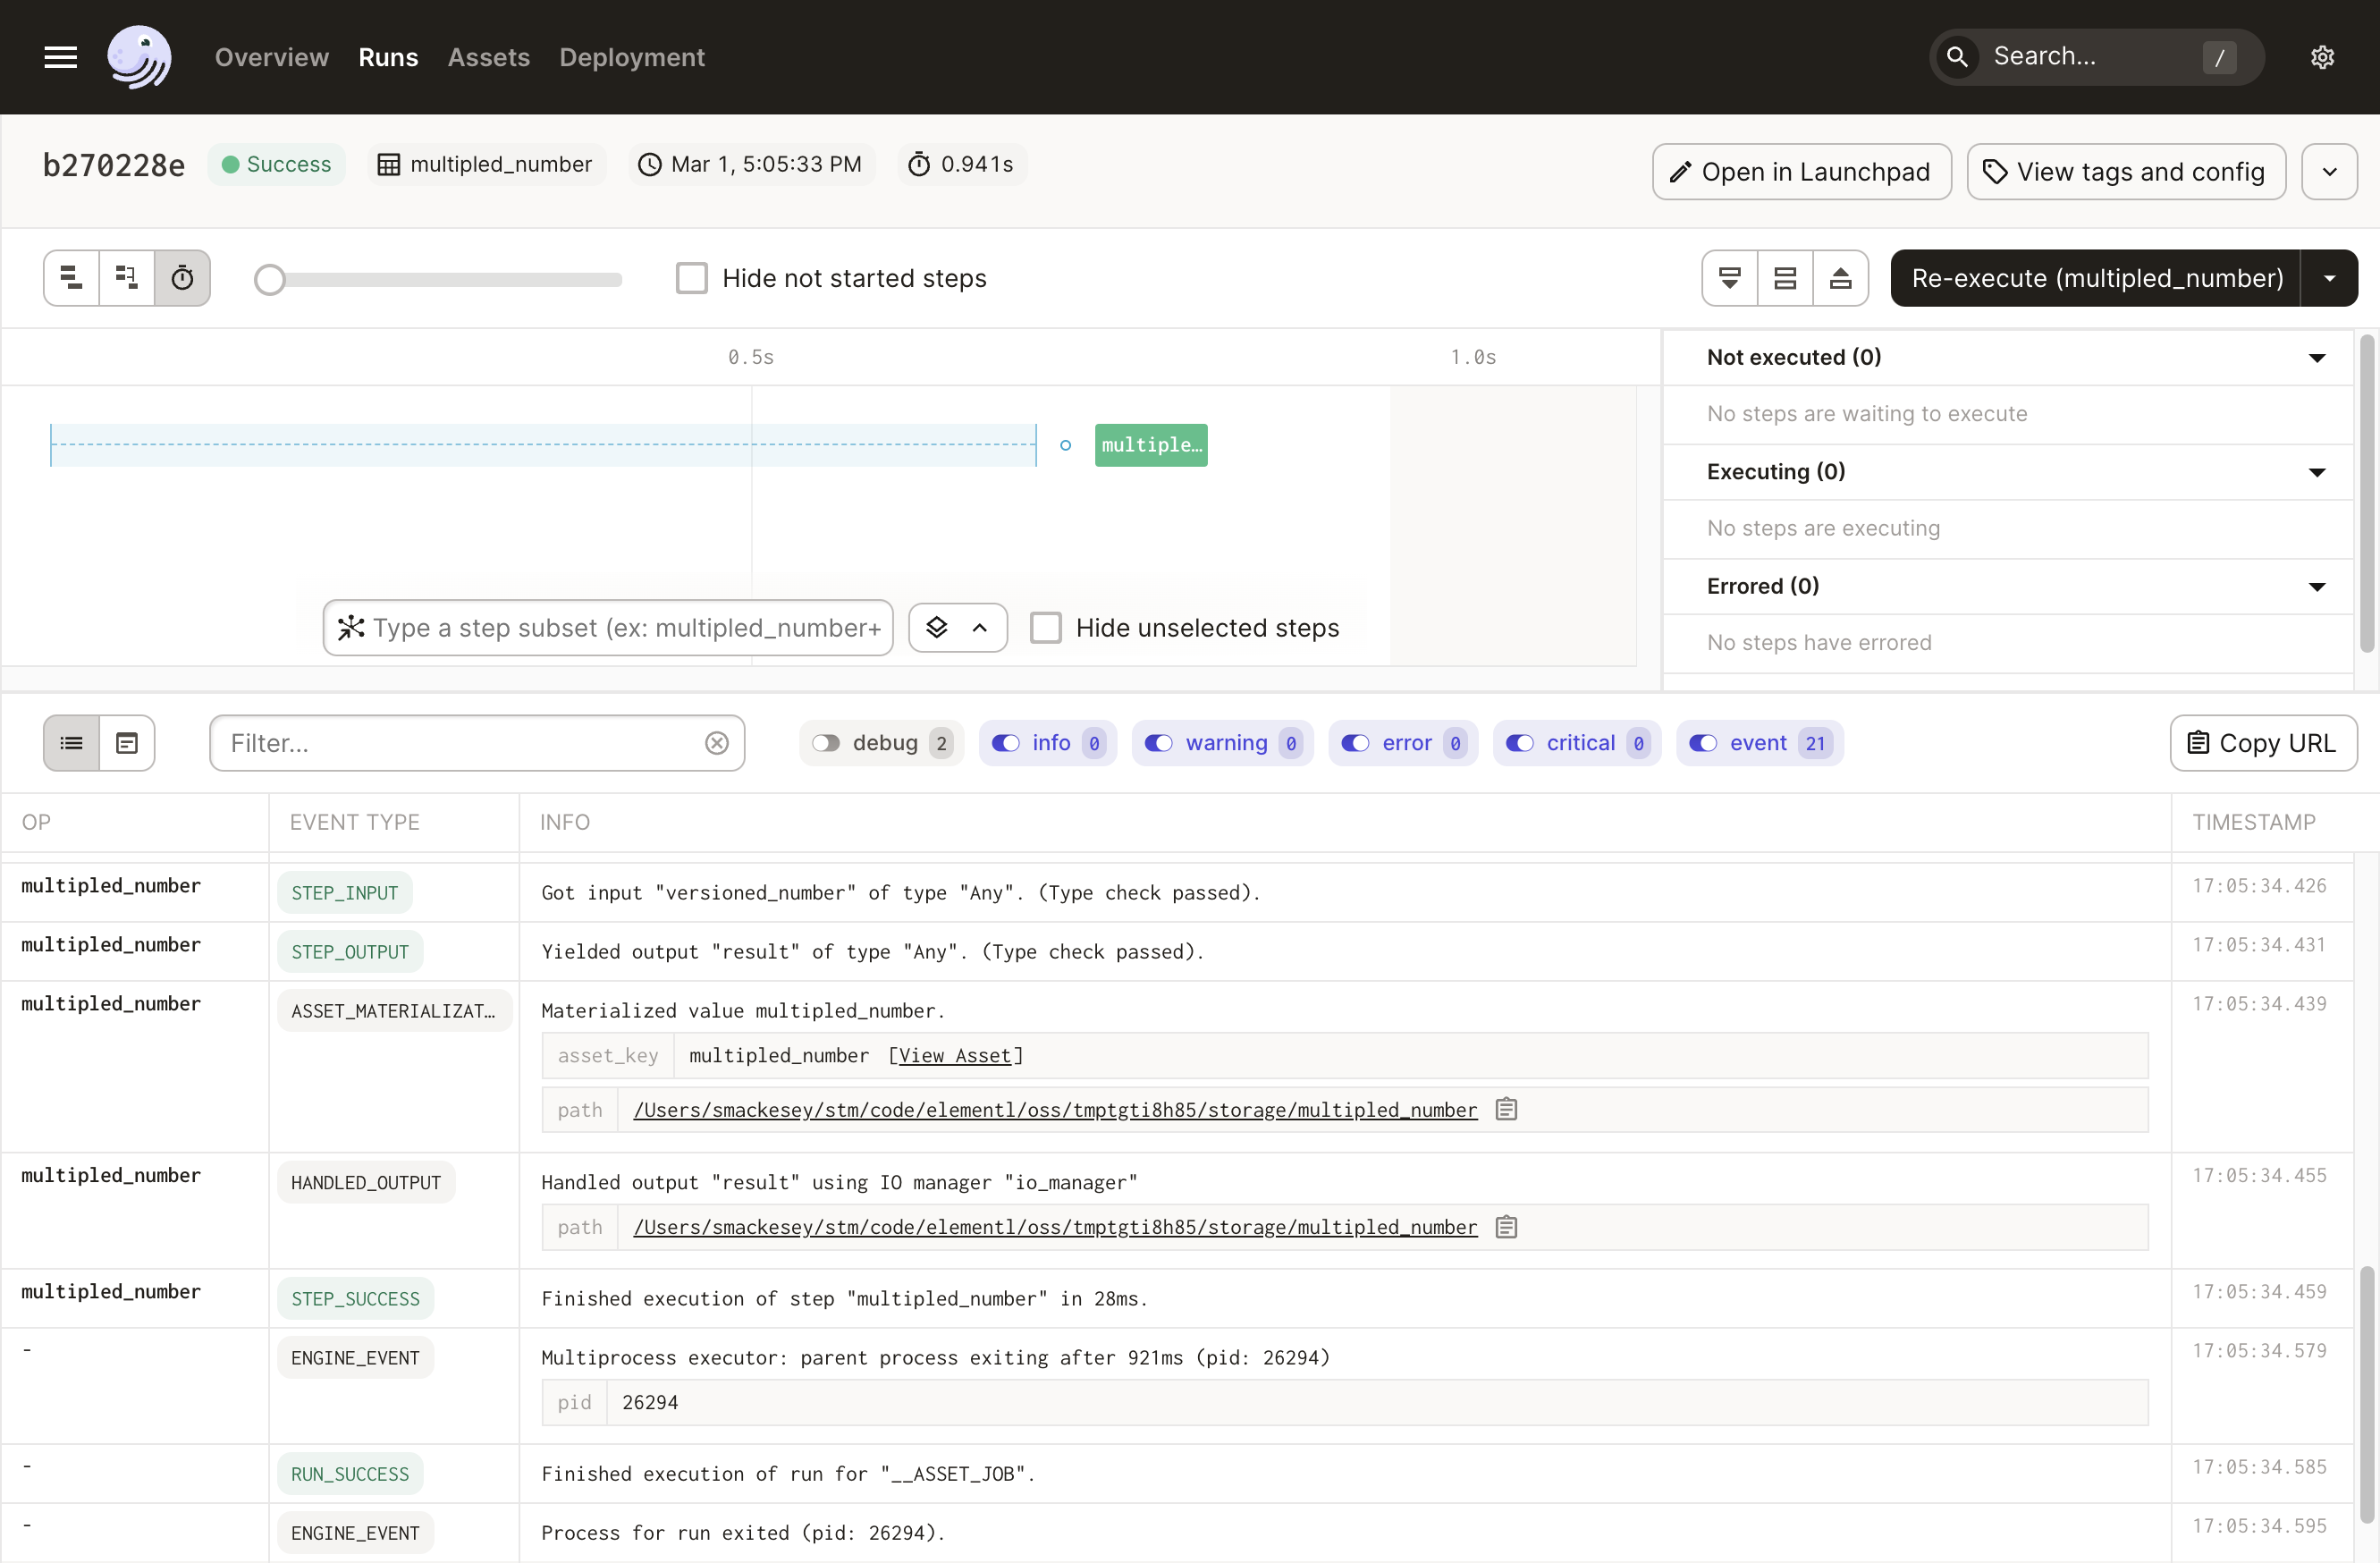 Overview Runs Assets Deployment Search... /
b270228e Success multipled_number Mar 1, 5:05:33 PM 0.941s Open in Launchpad View tags and config
Hide not started steps Re-execute (multipled_number)
0.5s 1.0s
multiple...
Type a step subset (ex: multipled_number+ Hide unselected steps
Not executed (0)
No steps are waiting to execute
Executing (0)
No steps are executing
Errored (0)
No steps have errored
Filter... debug 2 info 0 warning 0 error 0 critical 0 event 21 Copy URL
OP EVENT TYPE INFO TIMESTAMP
multipled_number STEP_INPUT Got input "versioned_number" of type "Any". (Type check passed). 17:05:34.426
multipled_number STEP_OUTPUT Yielded output "result" of type "Any". (Type check passed). 17:05:34.431
multipled_number ASSET_MATERIALIZAT... Materialized value multipled_number. 17:05:34.439
asset_key multipled_number [View Asset]
path /Users/smackesey/stm/code/elementl/oss/tmptgti8h85/storage/multipled_number
multipled_number HANDLED_OUTPUT Handled output "result" using IO manager "io_manager" 17:05:34.455
path /Users/smackesey/stm/code/elementl/oss/tmptgti8h85/storage/multipled_number
multipled_number STEP_SUCCESS Finished execution of step "multipled_number" in 28ms. 17:05:34.459
- ENGINE_EVENT Multiprocess executor: parent process exiting after 921ms (pid: 26294) 17:05:34.579
pid 26294
- RUN_SUCCESS Finished execution of run for "__ASSET_JOB". 17:05:34.585
- ENGINE_EVENT Process for run exited (pid: 26294). 17:05:34.595